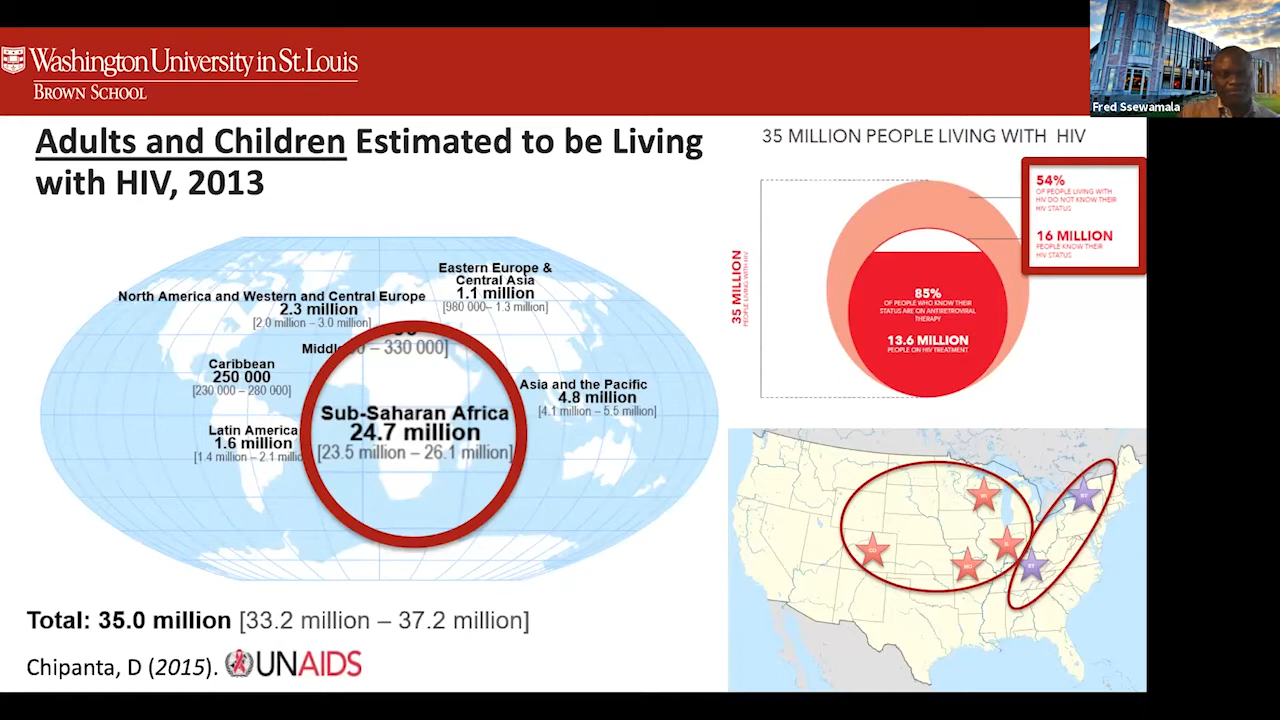 Washington University in St. Louis
BROWN SCHOOL
Fred Ssewamala
Adults and Children Estimated to be Living
with HIV, 2013
Eastern Europe &
Central Asia
1.1 million
[980 000– 1.3 million]
North America and Western and Central Europe
2.3 million
[2.0 million – 3.0 million]
– 330 000]
Caribbean
250 000
[230 000 – 280 000]
Asia and the Pacific
4.8 million
[4.1 million – 5.5 million]
Sub-Saharan Africa
24.7 million
[23.5 million – 26.1 million]
Latin America
1.6 million
[1.4 million – 2.1
Total: 35.0 million [33.2 million – 37.2 million]
Chipanta, D (2015). UNAIDS
35 MILLION PEOPLE LIVING WITH HIV
54%
OF PEOPLE LIVING WITH
HIV DO NOT KNOW THEIR
HIV STATUS
16 MILLION
PEOPLE KNOW THEIR
HIV STATUS
35 MILLION
PEOPLE LIVING WITH HIV
85%
OF PEOPLE WHO KNOW THEIR
STATUS ARE ON ANTIRETROVIRAL
THERAPY
13.6 MILLION
PEOPLE ON HIV TREATMENT
WI
CO
MO